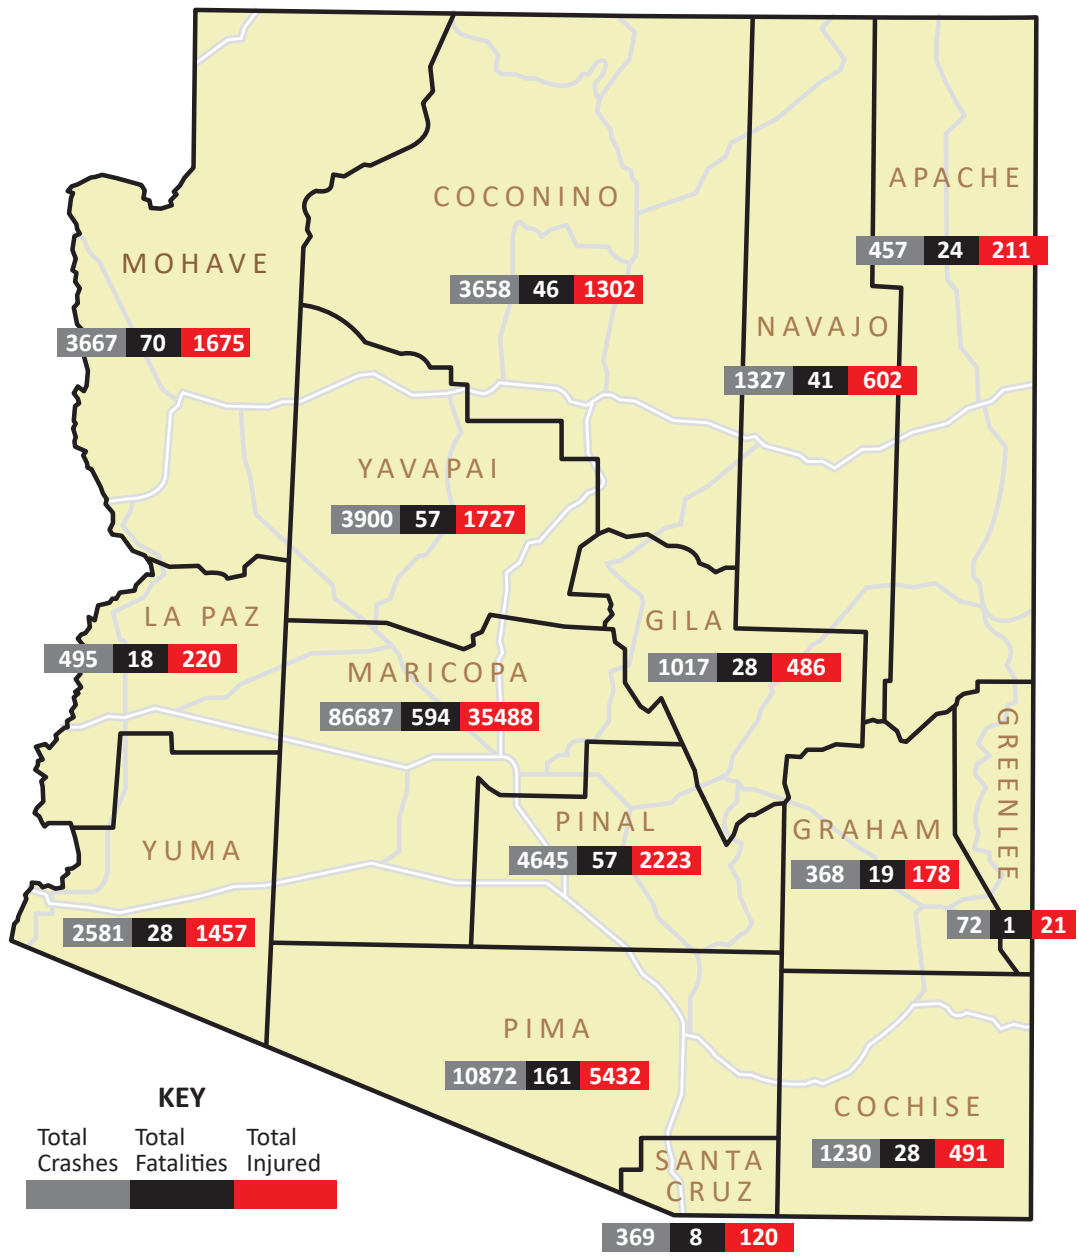 COCONINO
3658 46 1302
APACHE
457 24 211
MOHAVE
3667 70 1675
NAVAJO
1327 41 602
YAVAPAI
3900 57 1727
LA PAZ
495 18 220
GILA
1017 28 486
MARICOPA
86687 594 35488
GREENLEE
72 1 21
PINAL
4645 57 2223
GRAHAM
368 19 178
YUMA
2581 28 1457
PIMA
10872 161 5432
COCHISE
1230 28 491
SANTA
CRUZ
369 8 120
KEY
Total Total Total
Crashes Fatalities Injured